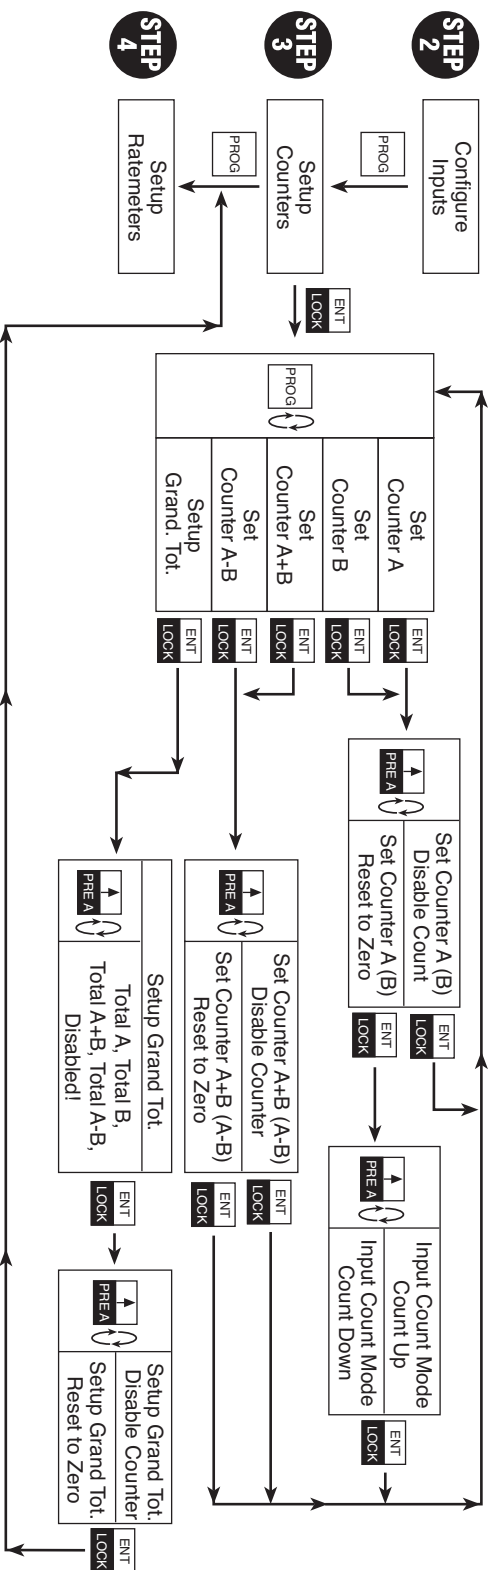 STEP
2
Configure
Inputs
PROG
STEP
3
Setup
Counters
PROG
STEP
4
Setup
Ratemeters
ENT
LOCK
PROG
Set
Counter A
Set
Counter B
Set
Counter A+B
Set
Counter A-B
Setup
Grand. Tot.
ENT
LOCK
ENT
LOCK
ENT
LOCK
ENT
LOCK
ENT
LOCK
PRE A
Set Counter A (B)
Disable Count
Set Counter A (B)
Reset to Zero
ENT
LOCK
ENT
LOCK
PRE A
Input Count Mode
Count Up
Input Count Mode
Count Down
ENT
LOCK
PRE A
Set Counter A+B (A-B)
Disable Counter
Set Counter A+B (A-B)
Reset to Zero
ENT
LOCK
ENT
LOCK
PRE A
Setup Grand Tot.
Total A, Total B,
Total A+B, Total A-B,
Disabled!
ENT
LOCK
PRE A
Setup Grand Tot.
Disable Counter
Setup Grand Tot.
Reset to Zero
ENT
LOCK